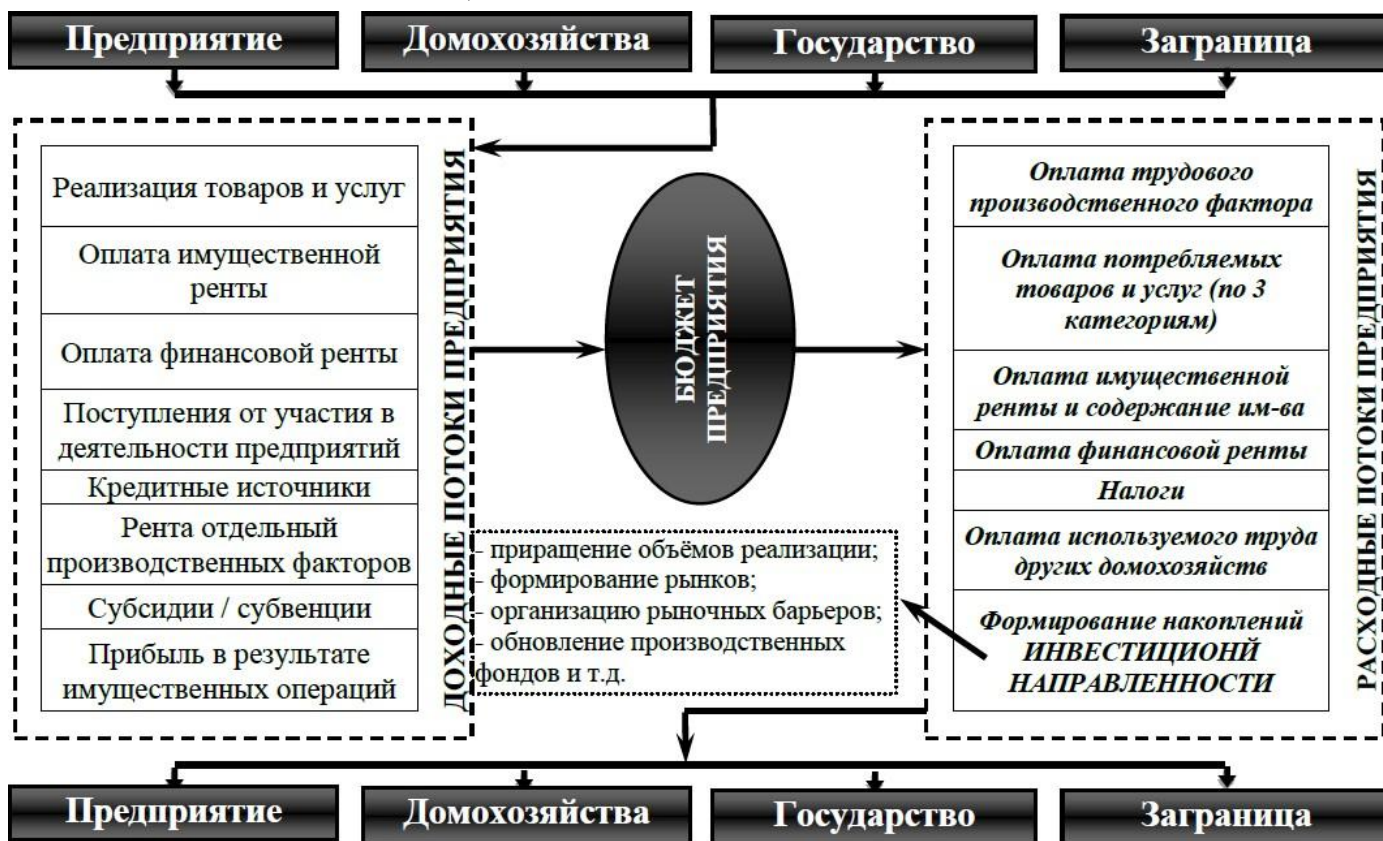 Предприятие
Домохозяйства
Государство
Заграница
Реализация товаров и услуг
Оплата имущественной
ренты
Оплата финансовой ренты
Поступления от участия в
деятельности предприятий
Кредитные источники
Рента отдельный
производственных факторов
Субсидии / субвенции
Прибыль в результате
имущественных операций
ДОХОДНЫЕ ПОТОКИ ПРЕДПРИЯТИЯ
БЮДЖЕТ
ПРЕДПРИЯТИЯ
- приращение объёмов реализации;
- формирование рынков;
- организацию рыночных барьеров;
- обновление производственных
фондов и т.д.
Оплата трудового
производственного фактора
Оплата потребляемых
товаров и услуг (по 3
категориям)
Оплата имущественной
ренты и содержание им-ва
Оплата финансовой ренты
Налоги
Оплата используемого труда
других домохозяйств
Формирование накоплений
ИНВЕСТИЦИОНЙ
НАПРАВЛЕННОСТИ
РАСХОДНЫЕ ПОТОКИ ПРЕДПРИЯТИЯ
Предприятие
Домохозяйства
Государство
Заграница